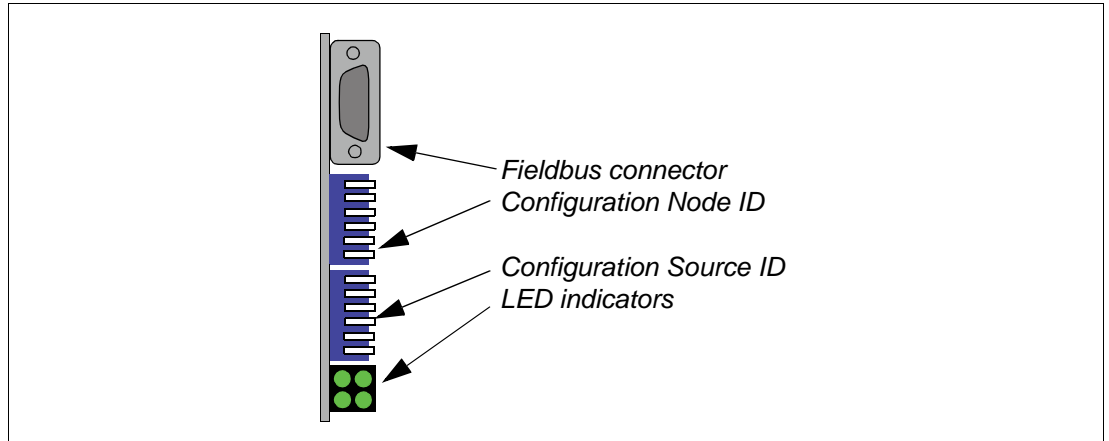 Fieldbus connector
Configuration Node ID
Configuration Source ID
LED indicators